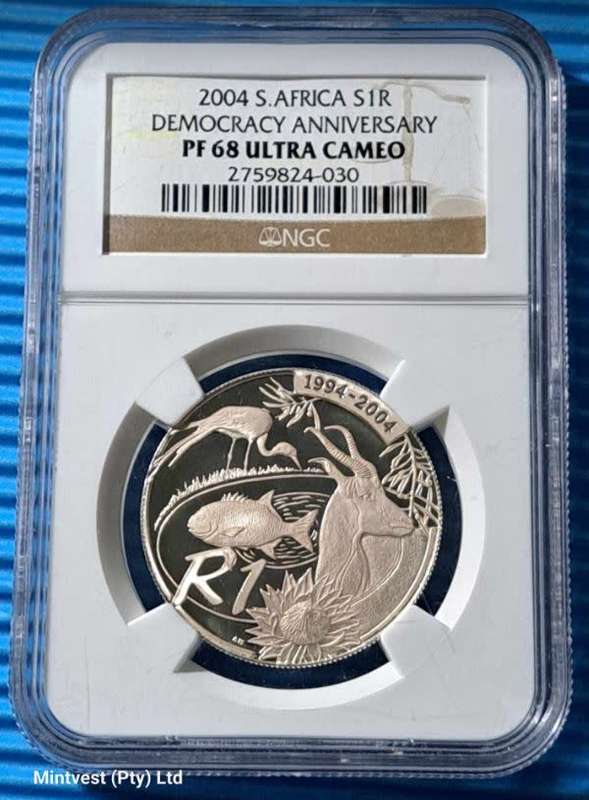 2004 S.AFRICA S1R
DEMOCRACY ANNIVERSARY
PF 68 ULTRA CAMEO
2759824-030
NGC
1994-2004
R1
Mintvest (Pty) Ltd